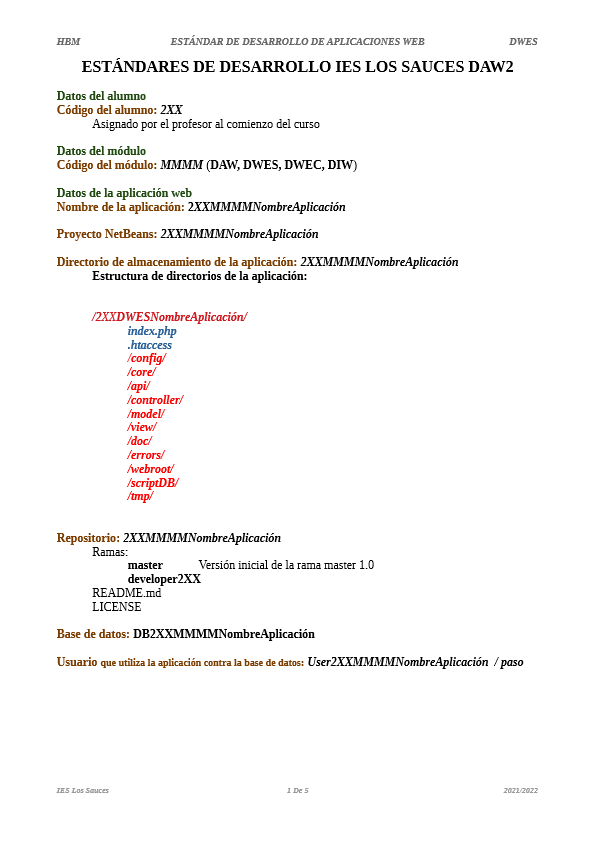 HBM ESTÁNDAR DE DESARROLLO DE APLICACIONES WEB DWES
ESTÁNDARES DE DESARROLLO IES LOS SAUCES DAW2
Datos del alumno
Código del alumno: 2XX
Asignado por el profesor al comienzo del curso
Datos del módulo
Código del módulo: MMMM (DAW, DWES, DWEC, DIW)
Datos de la aplicación web
Nombre de la aplicación: 2XXMMMMNombreAplicación
Proyecto NetBeans: 2XXMMMMNombreAplicación
Directorio de almacenamiento de la aplicación: 2XXMMMMNombreAplicación
Estructura de directorios de la aplicación:
/2XXDWESNombreAplicación/
index.php
.htaccess
/config/
/core/
/api/
/controller/
/model/
/view/
/doc/
/errors/
/webroot/
/scriptDB/
/tmp/
Repositorio: 2XXMMMMNombreAplicación
Ramas:
master Versión inicial de la rama master 1.0
developer2XX
README.md
LICENSE
Base de datos: DB2XXMMMMNombreAplicación
Usuario que utiliza la aplicación contra la base de datos: User2XXMMMMNombreAplicación / paso
IES Los Sauces 1 De 5 2021/2022